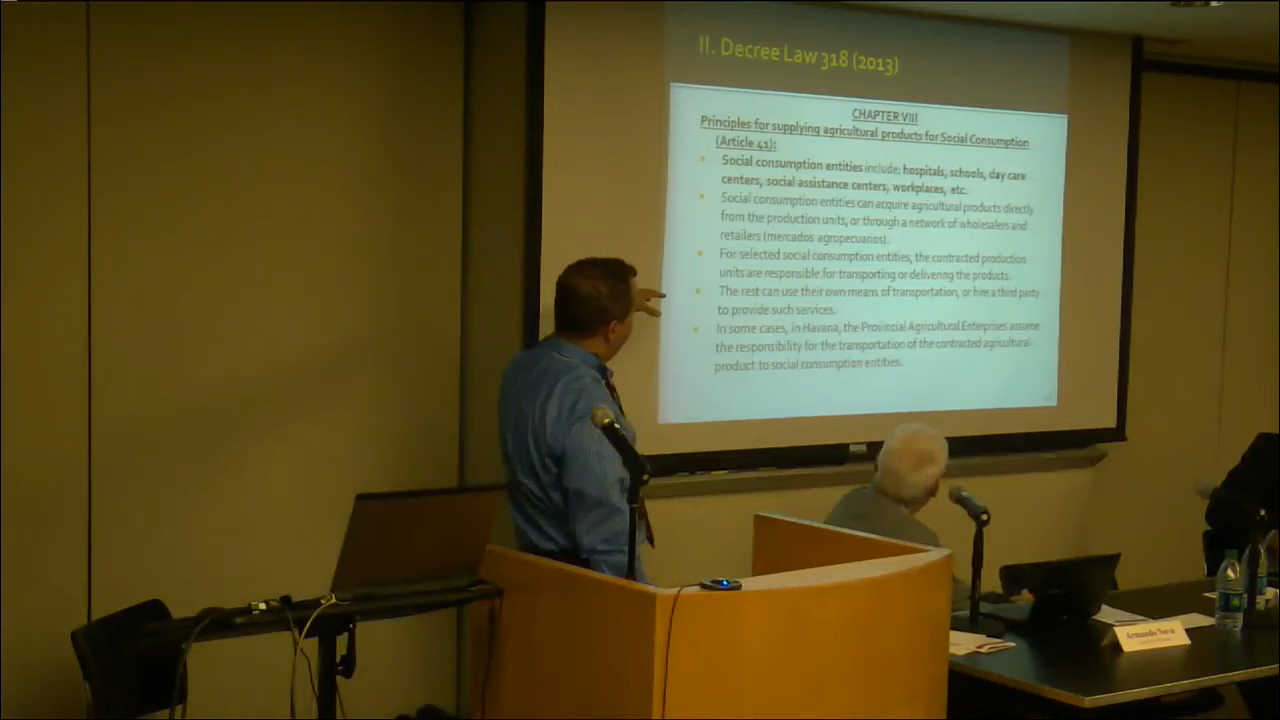 II. Decree Law 318 (2013)
CHAPTER VIII
Principles for supplying agricultural products for Social Consumption
(Article 41):
Social consumption entities include: hospitals, schools, day care
centers, social assistance centers, workplaces, etc.
Social consumption entities can acquire agricultural products directly
from the production units, or through a network of wholesalers and
retailers (mercados agropecuarios).
For selected social consumption entities, the contracted production
units are responsible for transporting or delivering the products.
The rest can use their own means of transportation, or hire a third party
to provide such services.
In some cases, in Havana, the Provincial Agricultural Enterprises assume
the responsibility for the transportation of the contracted agricultural
product to social consumption entities.
Armando Nova